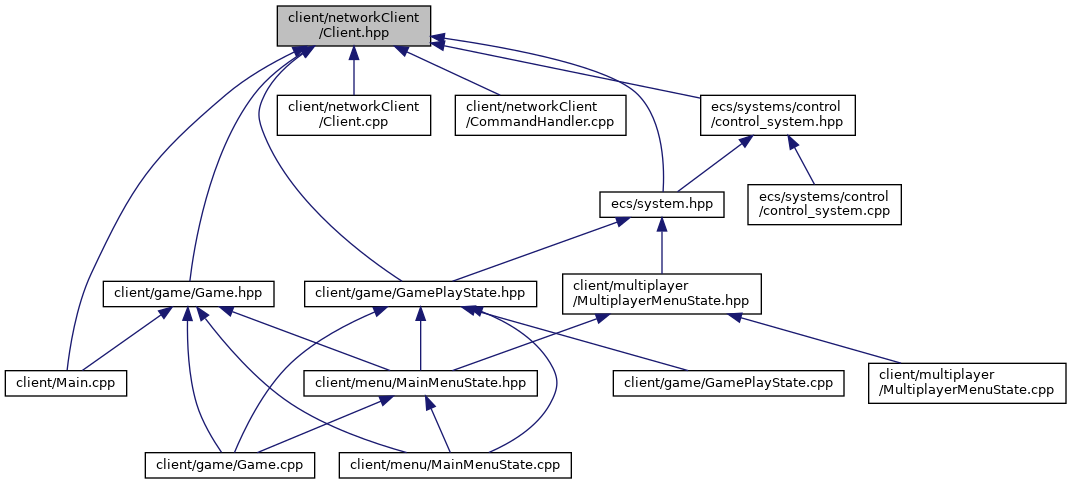 client/networkClient
/Client.hpp
client/networkClient
/Client.cpp
client/networkClient
/CommandHandler.cpp
ecs/systems/control
/control_system.hpp
ecs/system.hpp
ecs/systems/control
/control_system.cpp
client/game/Game.hpp
client/game/GamePlayState.hpp
client/multiplayer
/MultiplayerMenuState.hpp
client/Main.cpp
client/menu/MainMenuState.hpp
client/game/GamePlayState.cpp
client/multiplayer
/MultiplayerMenuState.cpp
client/game/Game.cpp
client/menu/MainMenuState.cpp